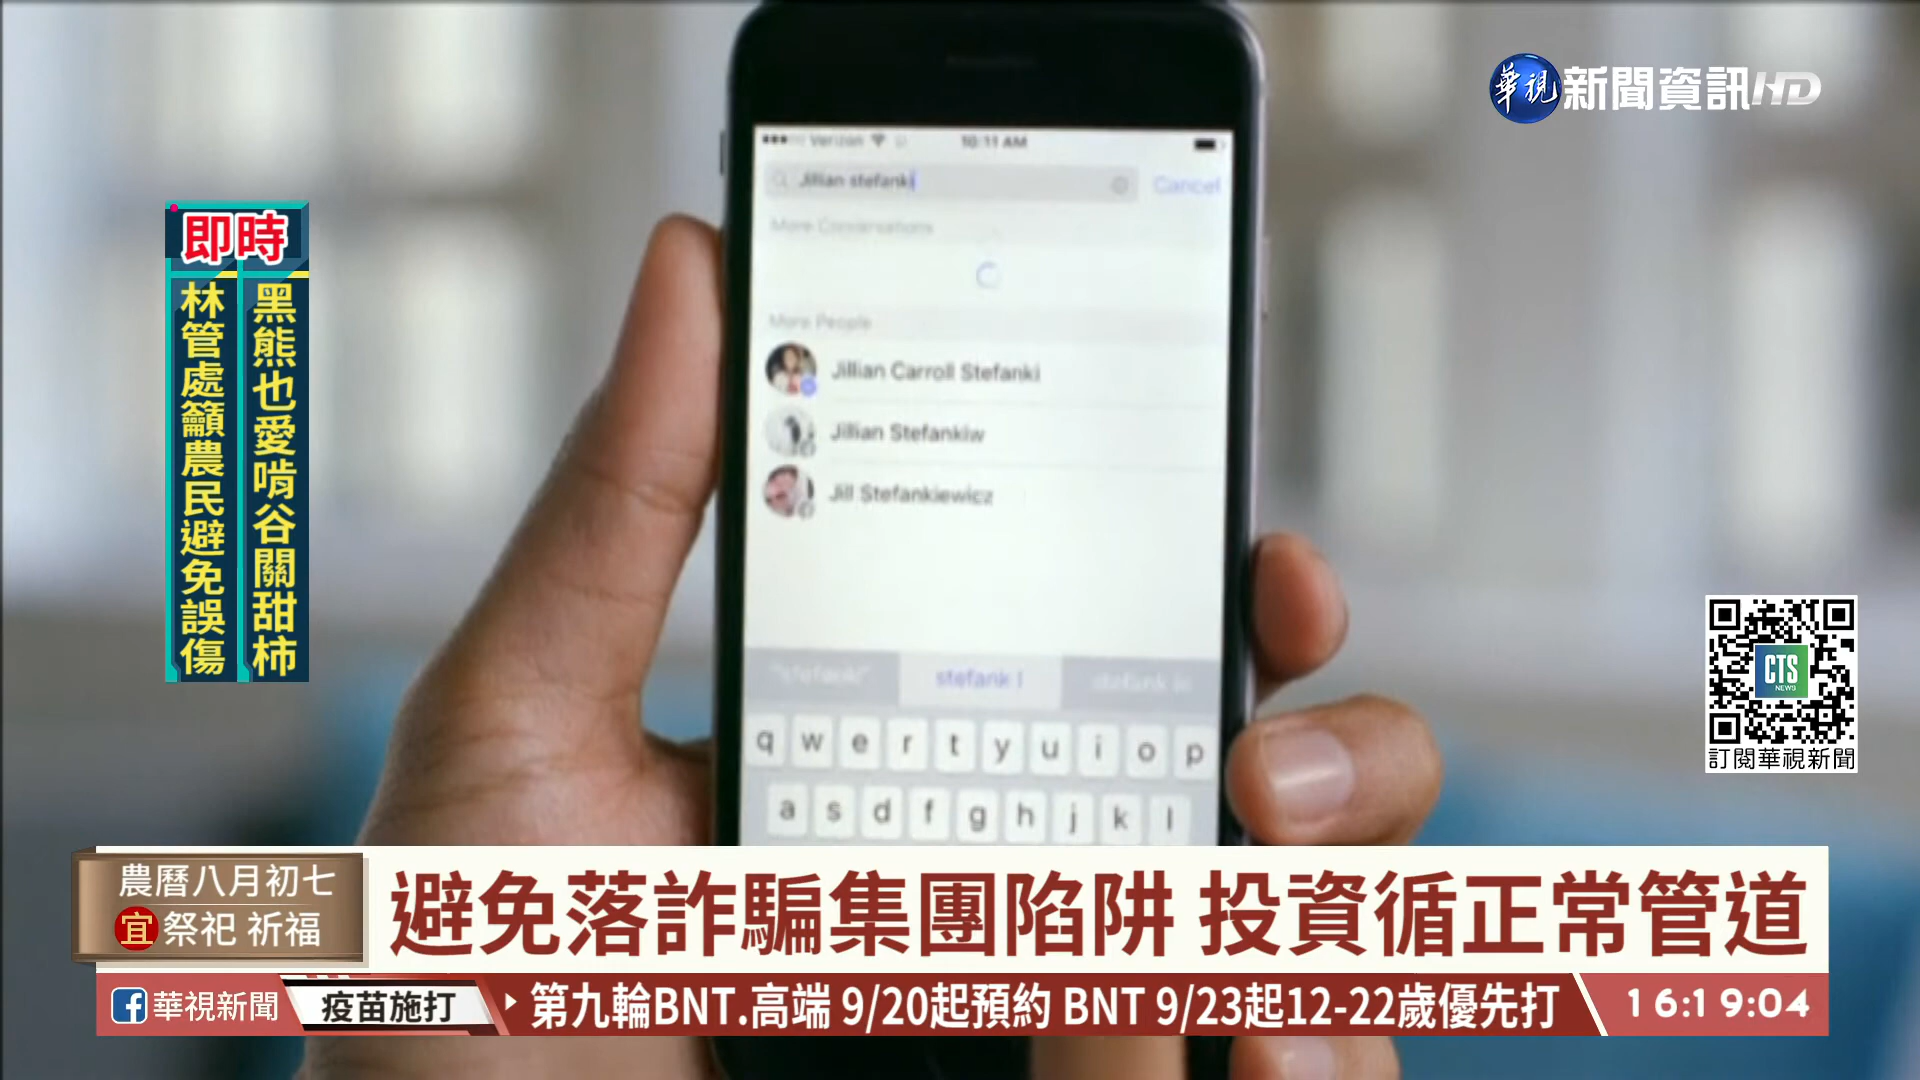 華視 新聞資訊HD
即時
黑熊也愛啃谷關甜柿
林管處籲農民避免誤傷
Verizon
10:11 AM
Jillian stefanki
Cancel
More Conversations
More People
Jillian Carroll Stefanki
Jillian Stefankiw
Jill Stefankiewicz
"stefanki"
stefank I
stefank in
q w e r t y u i o p
a s d f g h j k l
CTS
NEWS
訂閱華視新聞
農曆八月初七
宜 祭祀 祈福
避免落詐騙集團陷阱 投資循正常管道
華視新聞
疫苗施打
第九輪BNT.高端 9/20起預約 BNT 9/23起12-22歲優先打
16:19:04